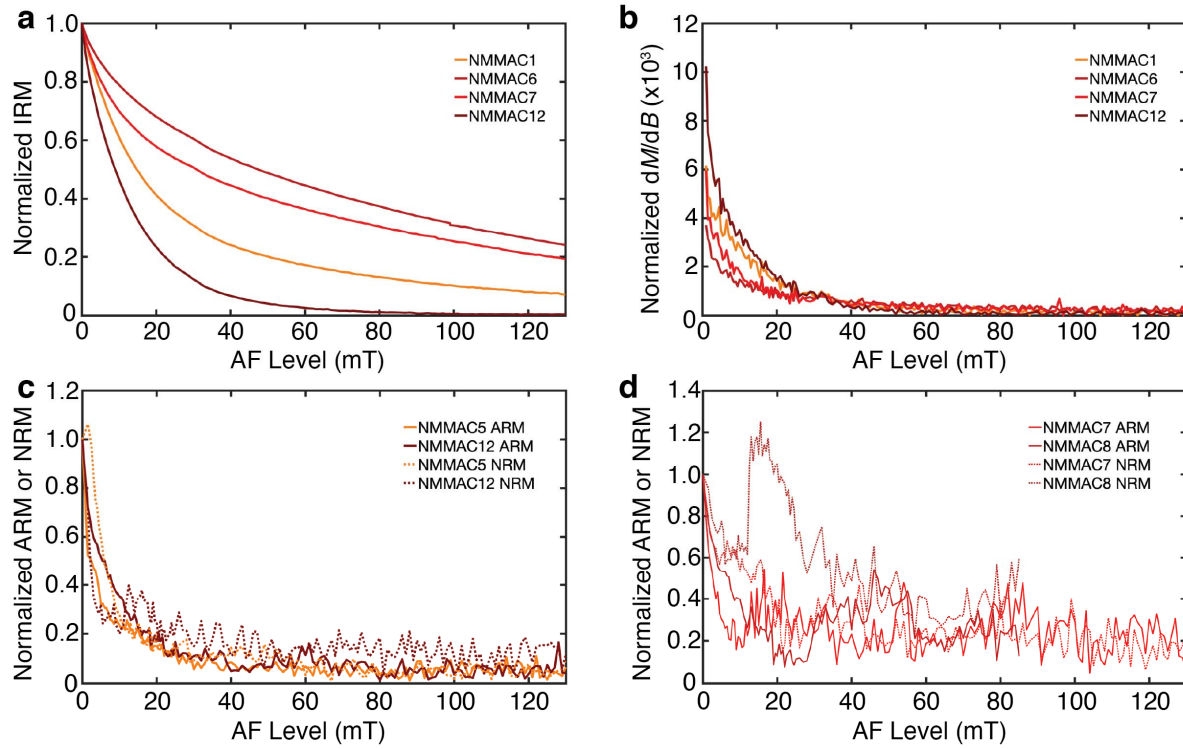 a
Normalized IRM
1.0
0.8
0.6
0.4
0.2
0
0 20 40 60 80 100 120
AF Level (mT)
NMMAC1
NMMAC6
NMMAC7
NMMAC12
b
Normalized dM/dB (x10³)
12
10
8
6
4
2
0
0 20 40 60 80 100 120
AF Level (mT)
NMMAC1
NMMAC6
NMMAC7
NMMAC12
c
Normalized ARM or NRM
1.2
1.0
0.8
0.6
0.4
0.2
0
0 20 40 60 80 100 120
AF Level (mT)
NMMAC5 ARM
NMMAC12 ARM
NMMAC5 NRM
NMMAC12 NRM
d
Normalized ARM or NRM
1.4
1.2
1.0
0.8
0.6
0.4
0.2
0
0 20 40 60 80 100 120
AF Level (mT)
NMMAC7 ARM
NMMAC8 ARM
NMMAC7 NRM
NMMAC8 NRM